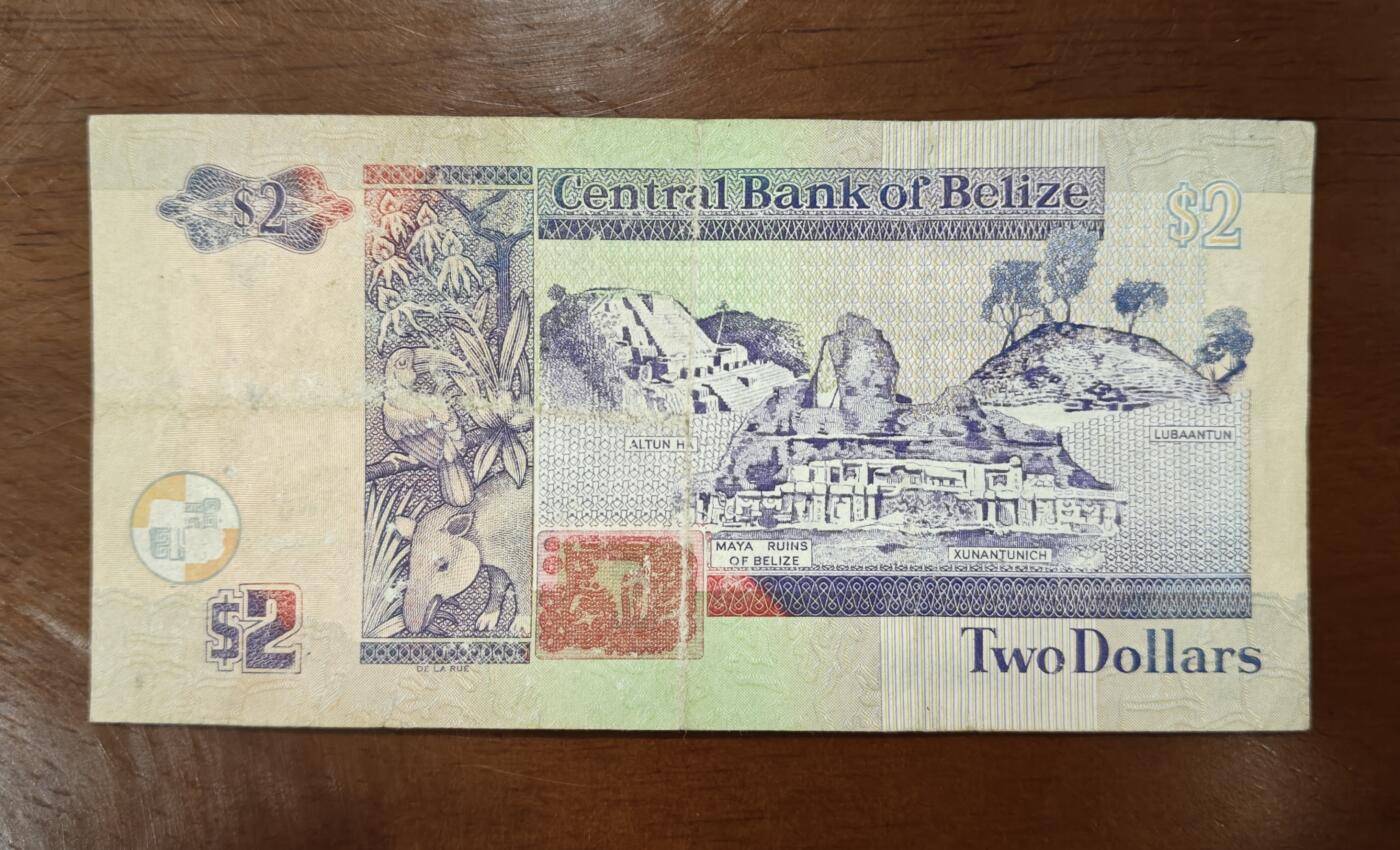 $2
Central Bank of Belize
$2
ALTUN H
LUBAANTUN
MAYA RUINS
OF BELIZE
XUNANTUNICH
$2
DE LA RUE
Two Dollars